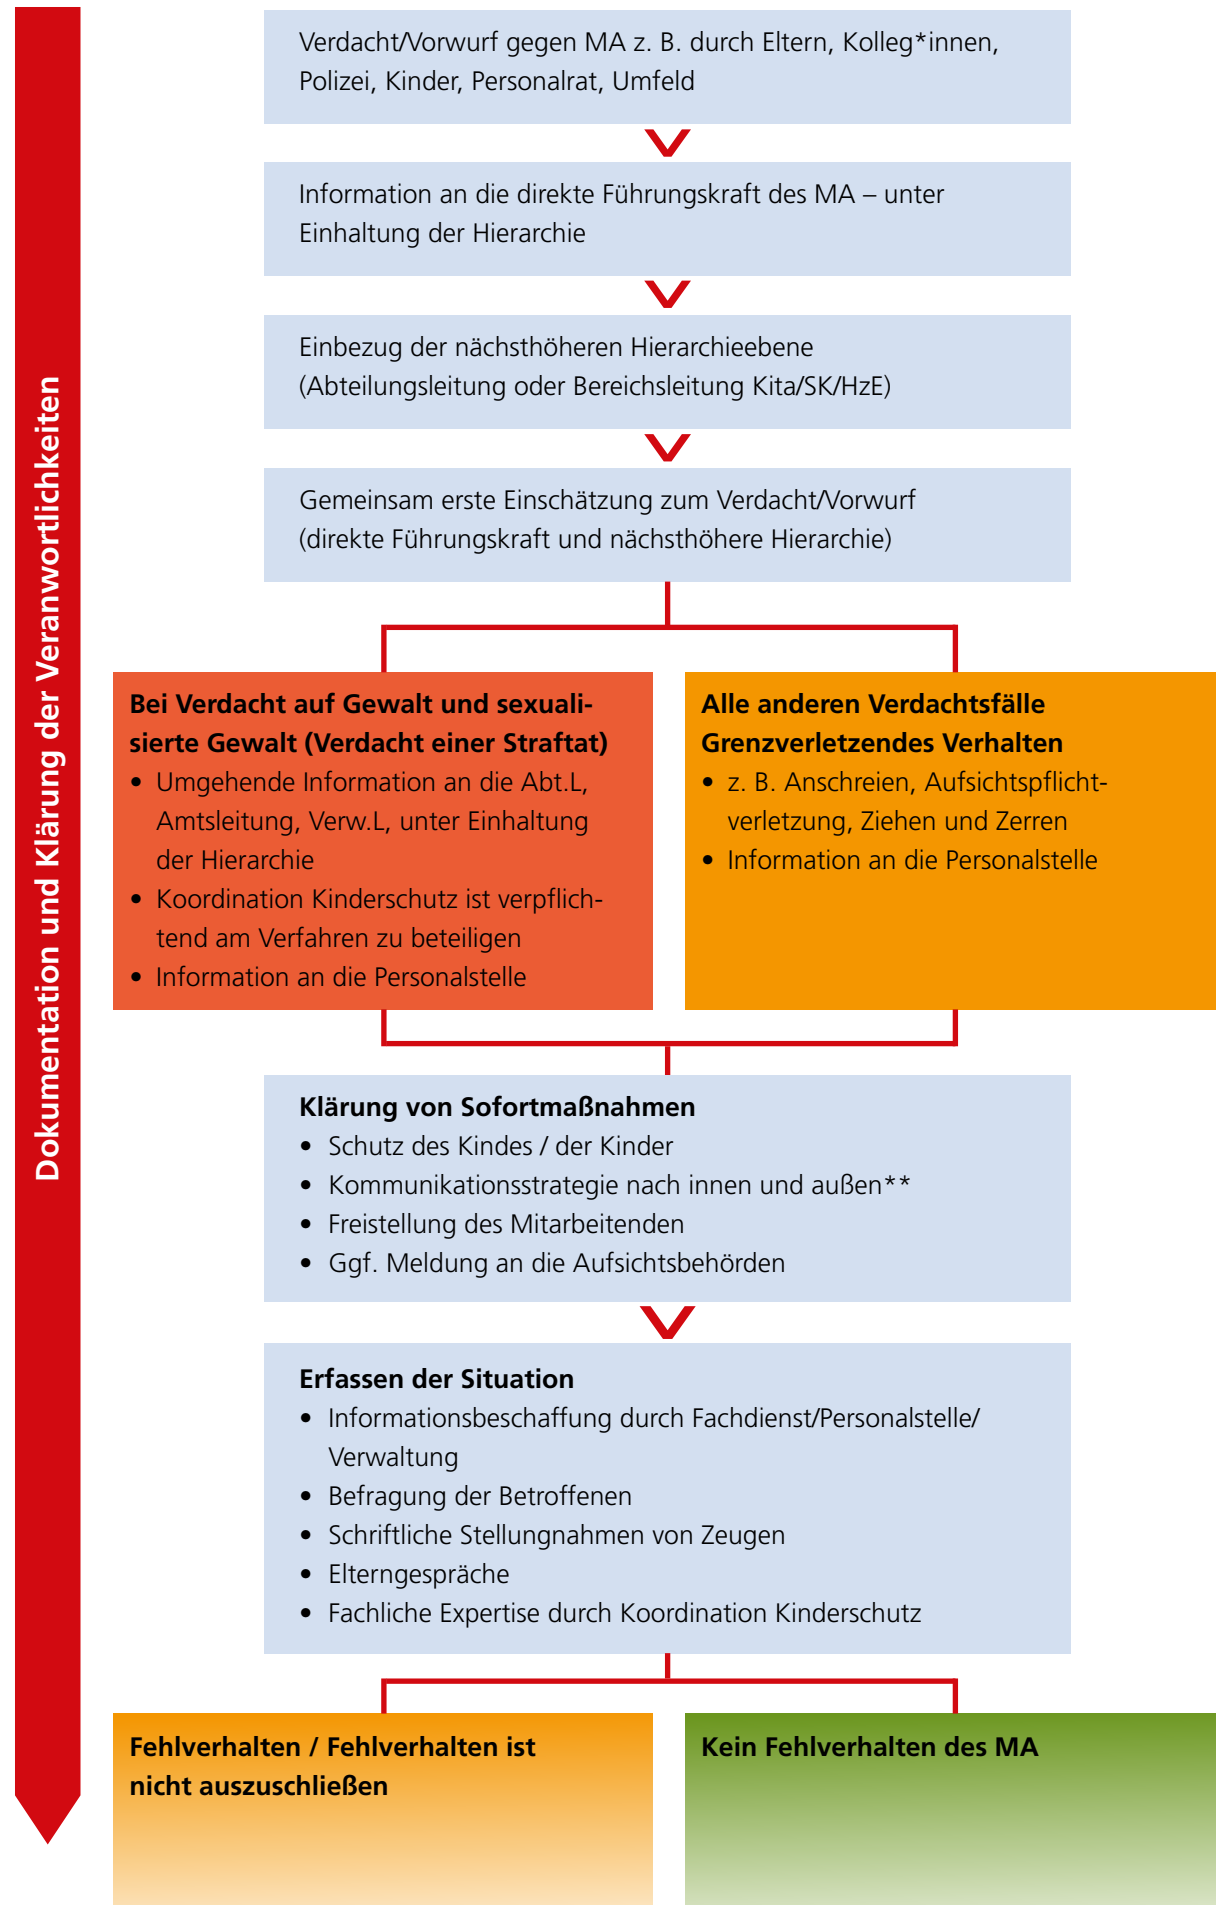 Dokumentation und Klärung der Veranwortlichkeiten
Verdacht/Vorwurf gegen MA z. B. durch Eltern, Kolleg*innen,
Polizei, Kinder, Personalrat, Umfeld
Information an die direkte Führungskraft des MA – unter
Einhaltung der Hierarchie
Einbezug der nächsthöheren Hierarchieebene
(Abteilungsleitung oder Bereichsleitung Kita/SK/HzE)
Gemeinsam erste Einschätzung zum Verdacht/Vorwurf
(direkte Führungskraft und nächsthöhere Hierarchie)
Bei Verdacht auf Gewalt und sexuali-
sierte Gewalt (Verdacht einer Straftat)
• Umgehende Information an die Abt.L,
Amtsleitung, Verw.L, unter Einhaltung
der Hierarchie
• Koordination Kinderschutz ist verpflich-
tend am Verfahren zu beteiligen
• Information an die Personalstelle
Alle anderen Verdachtsfälle
Grenzverletzendes Verhalten
• z. B. Anschreien, Aufsichtspflicht-
verletzung, Ziehen und Zerren
• Information an die Personalstelle
Klärung von Sofortmaßnahmen
• Schutz des Kindes / der Kinder
• Kommunikationsstrategie nach innen und außen**
• Freistellung des Mitarbeitenden
• Ggf. Meldung an die Aufsichtsbehörden
Erfassen der Situation
• Informationsbeschaffung durch Fachdienst/Personalstelle/
Verwaltung
• Befragung der Betroffenen
• Schriftliche Stellungnahmen von Zeugen
• Elterngespräche
• Fachliche Expertise durch Koordination Kinderschutz
Fehlverhalten / Fehlverhalten ist
nicht auszuschließen
Kein Fehlverhalten des MA